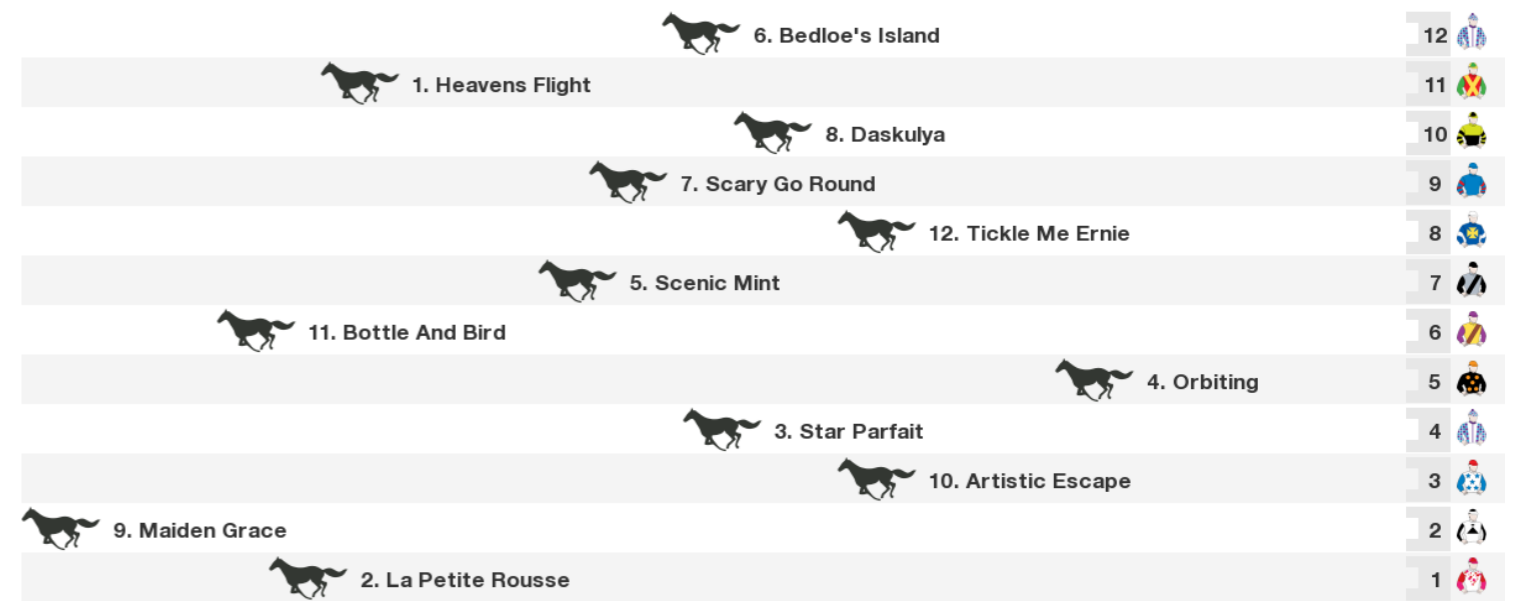 6. Bedloe's Island 12
1. Heavens Flight 11
8. Daskulya 10
7. Scary Go Round 9
12. Tickle Me Ernie 8
5. Scenic Mint 7
11. Bottle And Bird 6
4. Orbiting 5
3. Star Parfait 4
10. Artistic Escape 3
9. Maiden Grace 2
2. La Petite Rousse 1